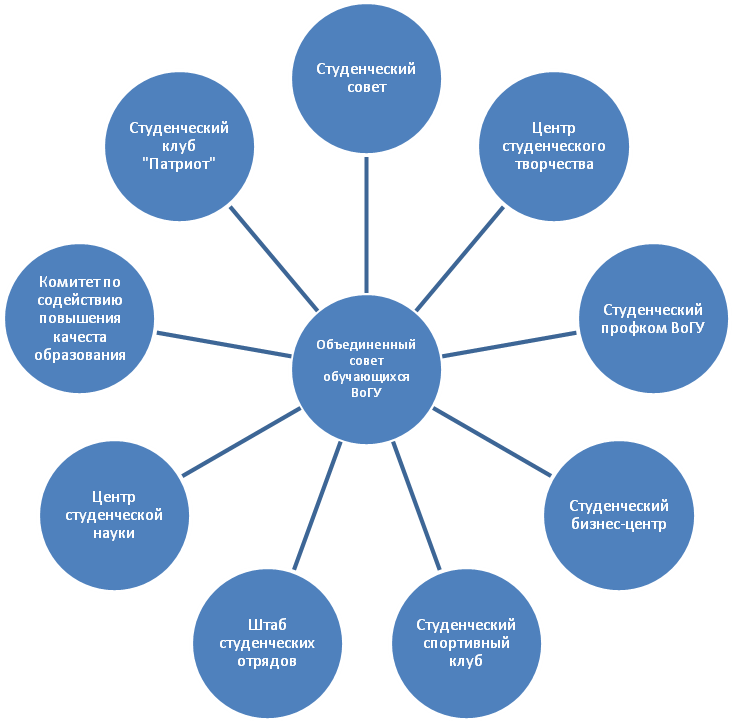 Студенческий
совет
Центр
студенческого
творчества
Студенческий
профком ВоГУ
Студенческий
бизнес-центр
Студенческий
спортивный
клуб
Штаб
студенческих
отрядов
Центр
студенческой
науки
Комитет по
содействию
повышения
качеста
образования
Студенческий
клуб
"Патриот"
Объединенный
совет
обучающихся
ВоГУ